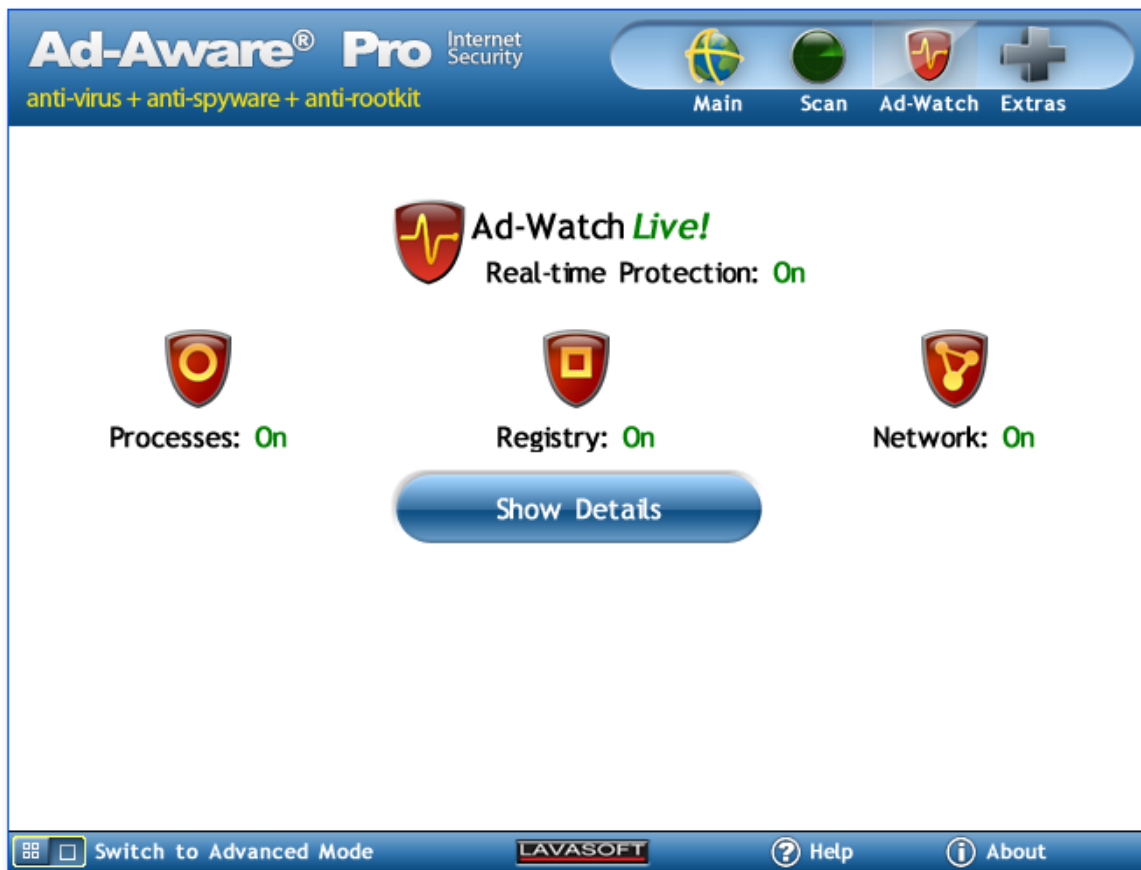 Ad-Aware® Pro Internet Security
anti-virus + anti-spyware + anti-rootkit
Main Scan Ad-Watch Extras
Ad-Watch Live!
Real-time Protection: On
Processes: On Registry: On Network: On
Show Details
Switch to Advanced Mode LAVASOFT Help About